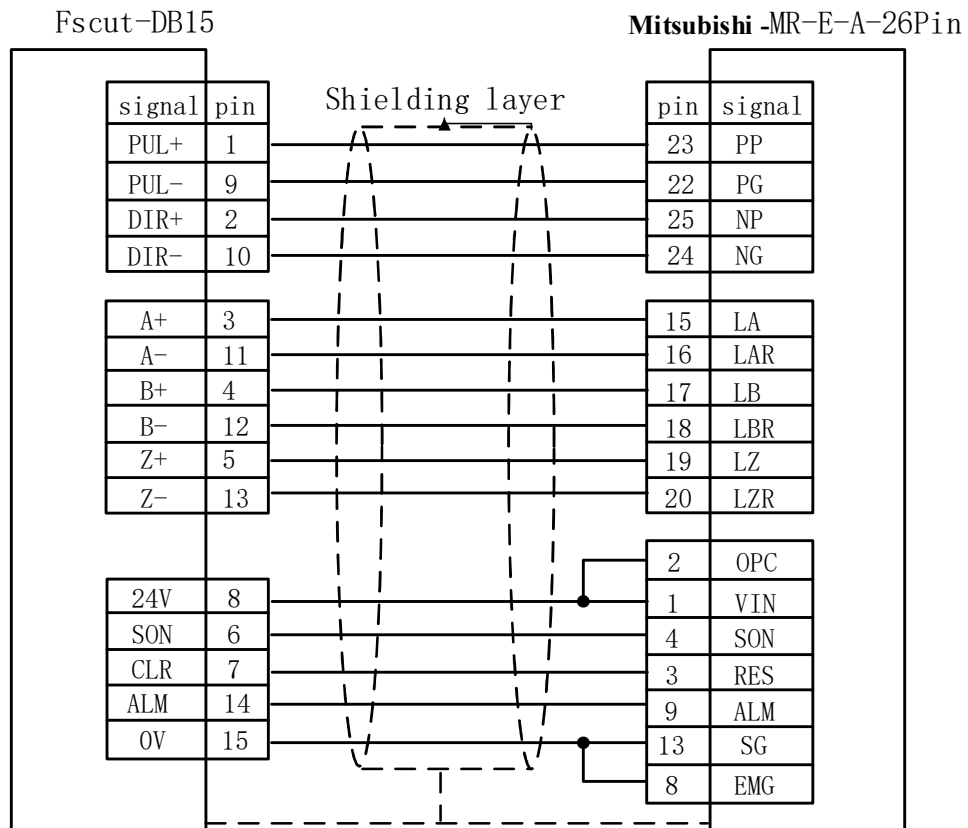 Fscut-DB15 Mitsubishi -MR-E-A-26Pin
Shielding layer
signal pin pin signal
PUL+ 1 23 PP
PUL- 9 22 PG
DIR+ 2 25 NP
DIR- 10 24 NG
A+ 3 15 LA
A- 11 16 LAR
B+ 4 17 LB
B- 12 18 LBR
Z+ 5 19 LZ
Z- 13 20 LZR
2 OPC
24V 8 1 VIN
SON 6 4 SON
CLR 7 3 RES
ALM 14 9 ALM
0V 15 13 SG
8 EMG